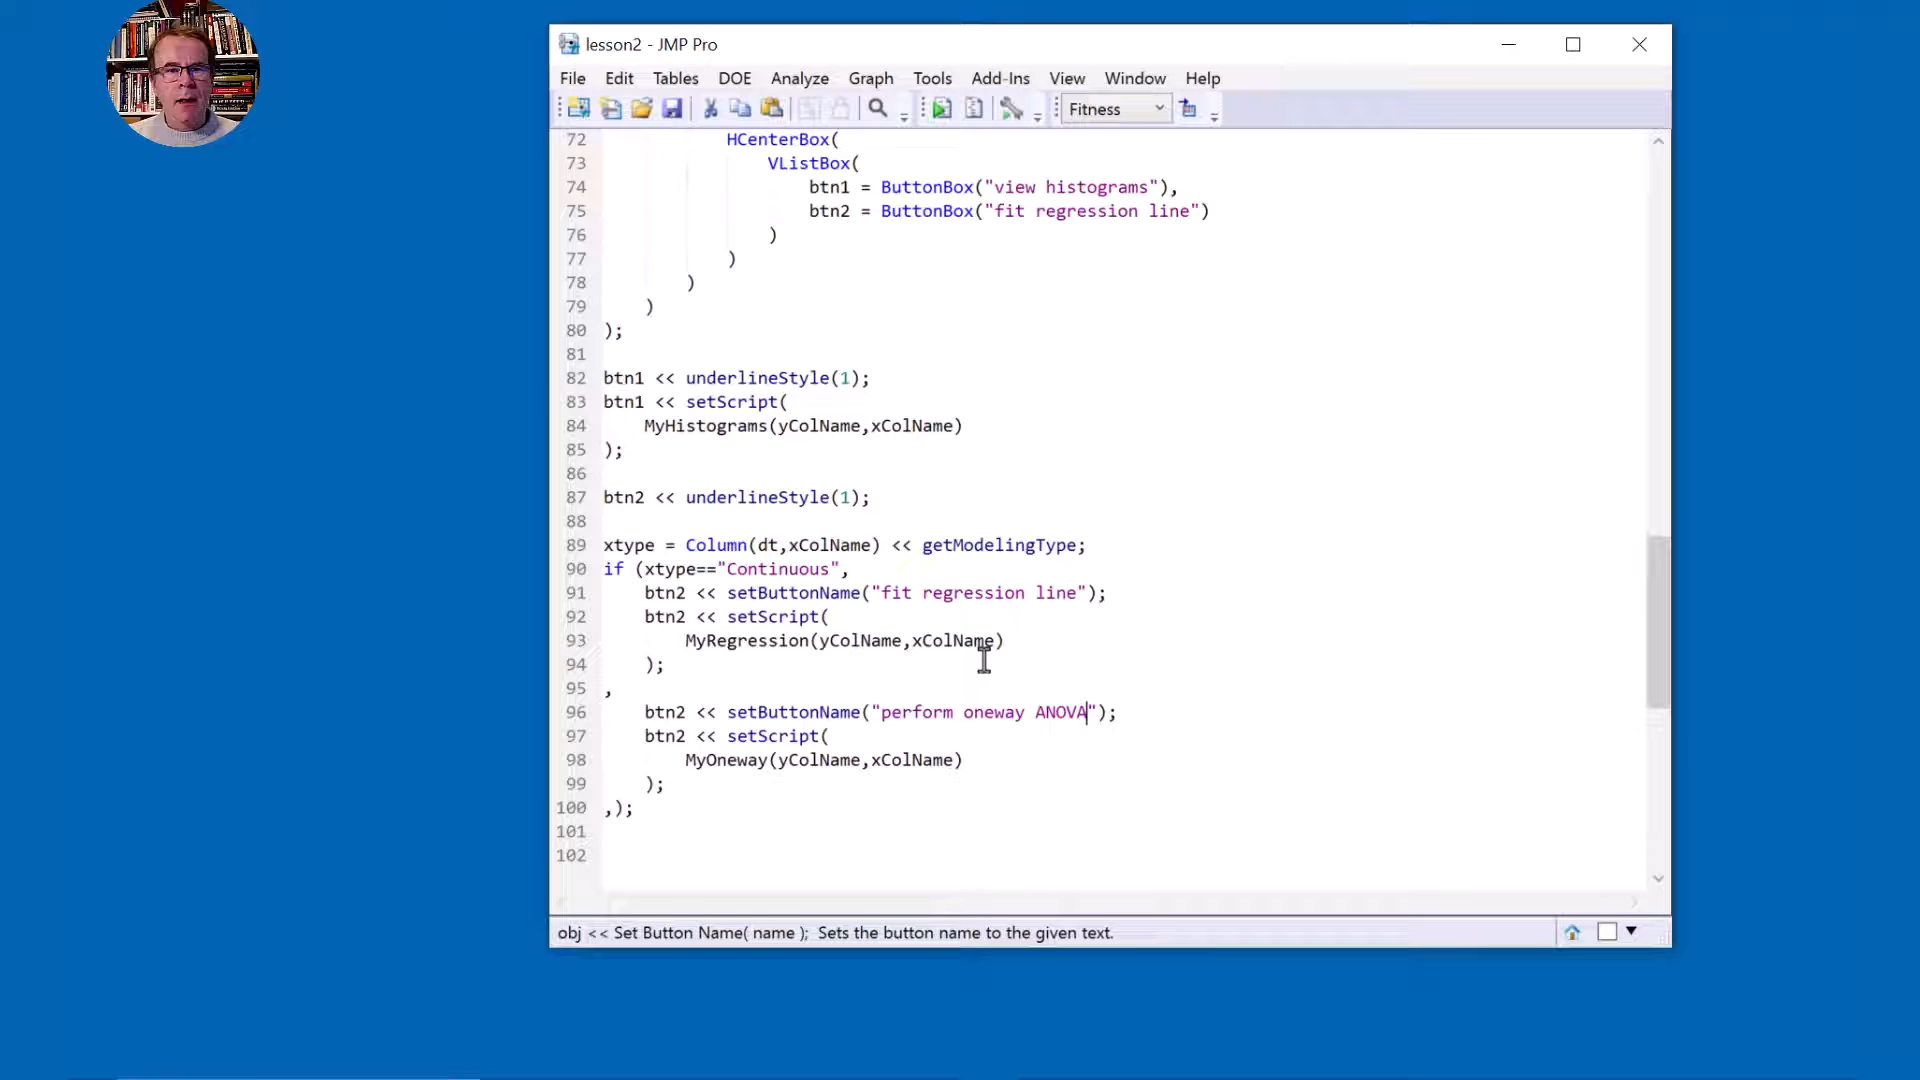 lesson2 - JMP Pro
File Edit Tables DOE Analyze Graph Tools Add-Ins View Window Help
Fitness
72 HCenterBox(
73 VListBox(
74 btn1 = ButtonBox("view histograms"),
75 btn2 = ButtonBox("fit regression line")
76 )
77 )
78 )
79 )
80 );
81
82 btn1 << underlineStyle(1);
83 btn1 << setScript(
84 MyHistograms(yColName,xColName)
85 );
86
87 btn2 << underlineStyle(1);
88
89 xtype = Column(dt,xColName) << getModelingType;
90 if (xtype=="Continuous",
91 btn2 << setButtonName("fit regression line");
92 btn2 << setScript(
93 MyRegression(yColName,xColName)
94 );
95 ,
96 btn2 << setButtonName("perform oneway ANOVA");
97 btn2 << setScript(
98 MyOneway(yColName,xColName)
99 );
100 ,);
101
102
obj << Set Button Name( name ); Sets the button name to the given text.